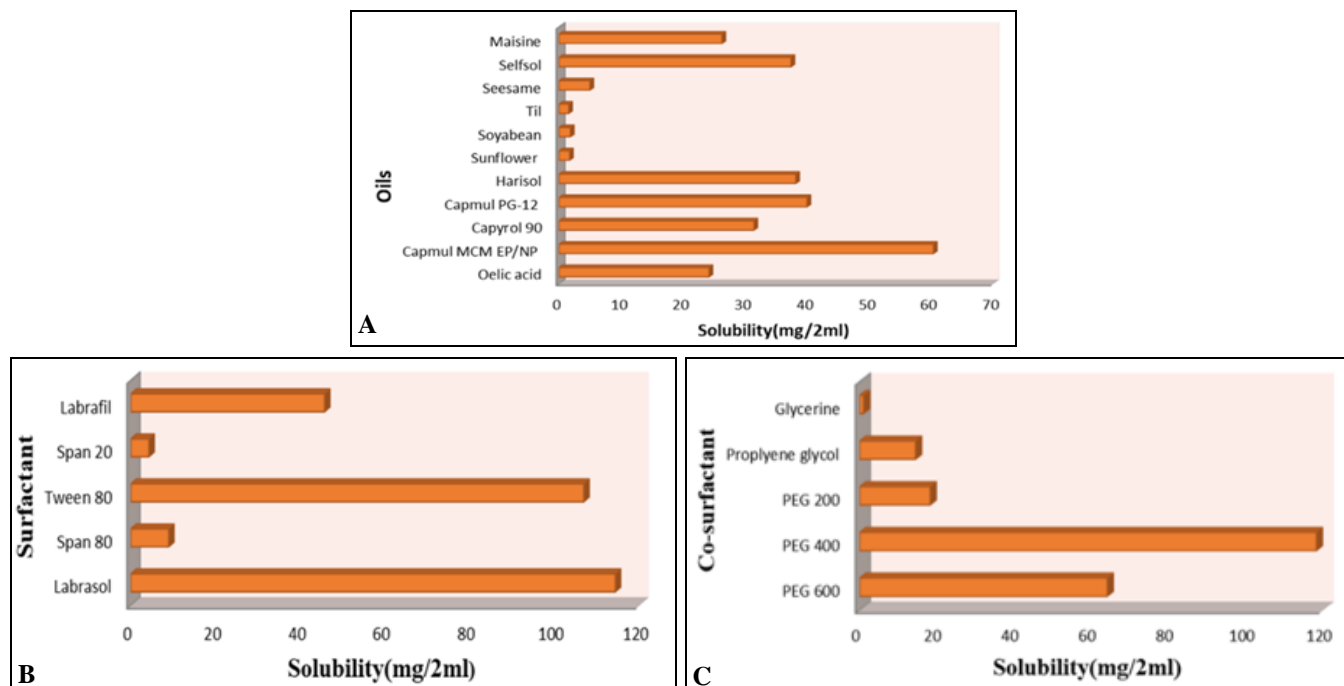 Oils
Maisine
Selfsol
Seesame
Til
Soyabean
Sunflower
Harisol
Capmul PG-12
Capyrol 90
Capmul MCM EP/NP
Oelic acid
0 10 20 30 40 50 60 70
Solubility(mg/2ml)
A
Surfactant
Labrafil
Span 20
Tween 80
Span 80
Labrasol
0 20 40 60 80 100 120
Solubility(mg/2ml)
B
Co-surfactant
Glycerine
Proplyene glycol
PEG 200
PEG 400
PEG 600
0 20 40 60 80 100 120
Solubility(mg/2ml)
C